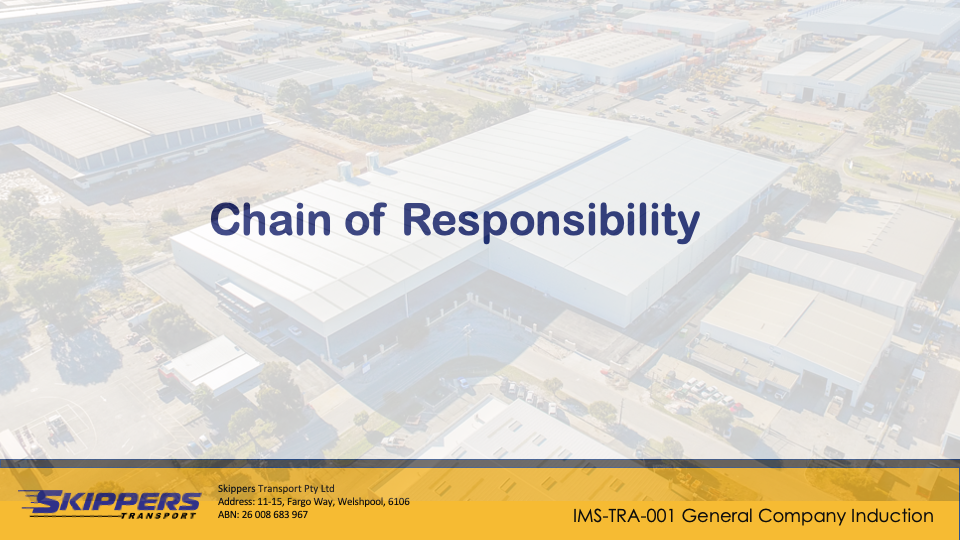 Chain of Responsibility
SKIPPERS
TRANSPORT
Skippers Transport Pty Ltd
Address: 11-15, Fargo Way, Welshpool, 6106
ABN: 26 008 683 967
IMS-TRA-001 General Company Induction